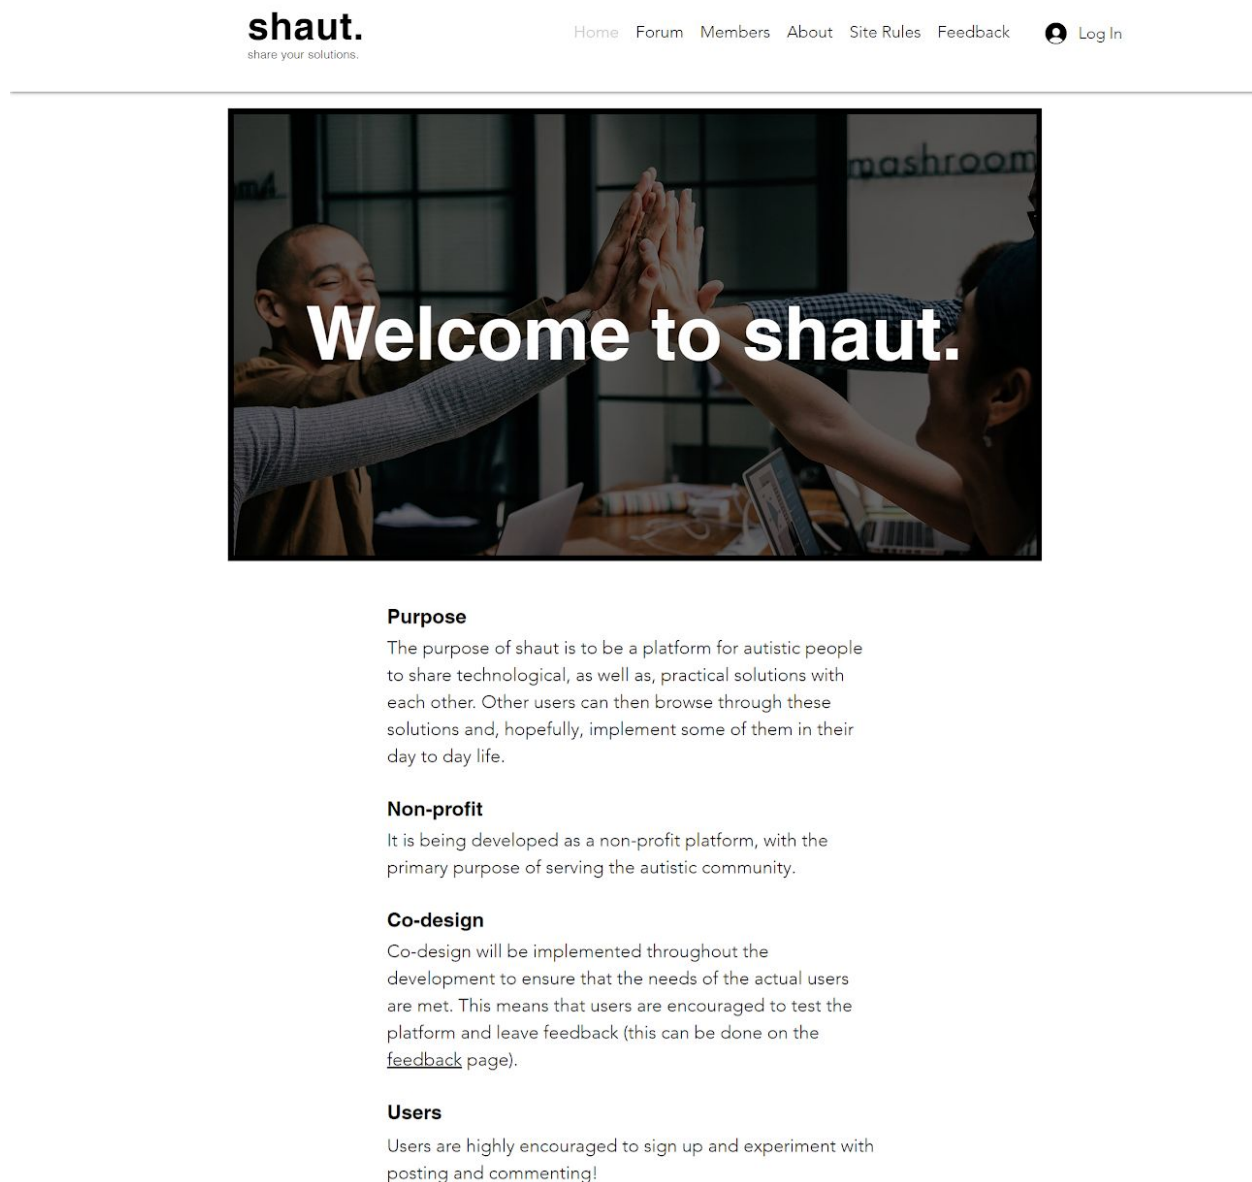 shaut.
share your solutions.
Home Forum Members About Site Rules Feedback Log In
mashroom
Welcome to shaut.
Purpose
The purpose of shaut is to be a platform for autistic people
to share technological, as well as, practical solutions with
each other. Other users can then browse through these
solutions and, hopefully, implement some of them in their
day to day life.
Non-profit
It is being developed as a non-profit platform, with the
primary purpose of serving the autistic community.
Co-design
Co-design will be implemented throughout the
development to ensure that the needs of the actual users
are met. This means that users are encouraged to test the
platform and leave feedback (this can be done on the
feedback page).
Users
Users are highly encouraged to sign up and experiment with
posting and commenting!